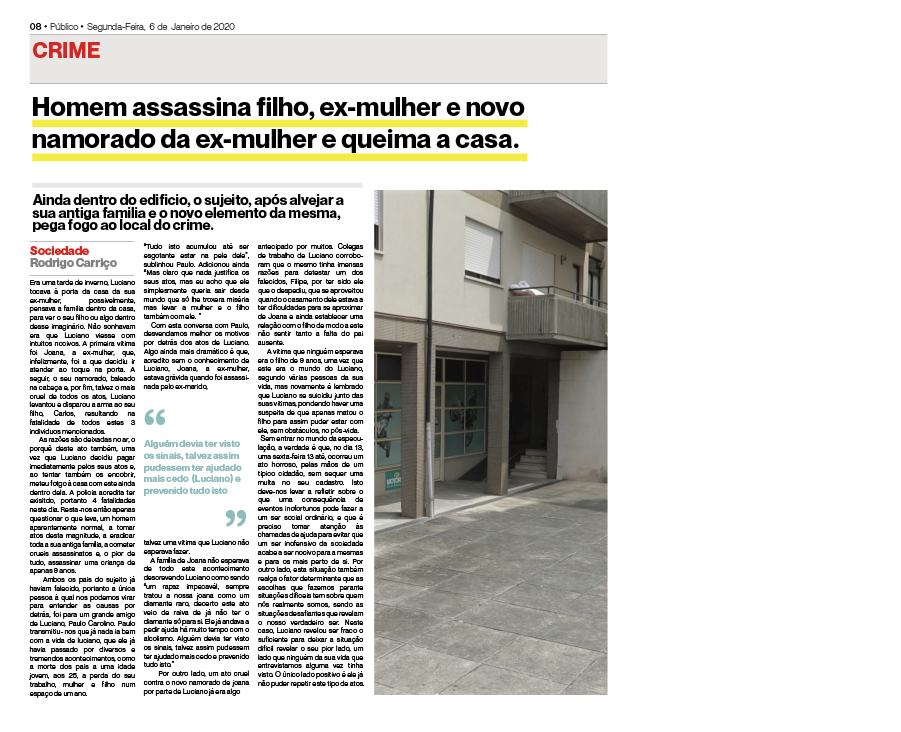 08 • Público • Segunda-Feira, 6 de Janeiro de 2020
CRIME
Homem assassina filho, ex-mulher e novo
namorado da ex-mulher e queima a casa.
Ainda dentro do edificio, o sujeito, após alvejar a
sua antiga familia e o novo elemento da mesma,
pega fogo ao local do crime.
Sociedade
Rodrigo Carriço
Era uma tarde de inverno, Luciano
tocava à porta da casa da sua
ex-mulher, possivelmente,
pensava a familia dentro da casa,
para ver o seu filho ou algo dentro
desse imaginário. Não sonhavam
era que Luciano viesse com
intuitos nocivos. A primeira vitima
foi Joana, a ex-mulher, que,
infelizmente, foi a que decidiu ir
atender ao toque na porta. A
seguir, o seu namorado, baleado
na cabeça e, por fim, talvez o mais
cruel de todos os atos, Luciano
levantou e disparou a arma ao seu
filho, Carlos, resultando na
fatalidade de todos estes 3
individuos mencionados.
As razões são deixadas no ar, o
porquê deste ato também, uma
vez que Luciano decidiu pagar
imediatamente pelos seus atos e,
ao tentar também os encobrir,
meteu fogo à casa com este ainda
dentro dela. A policia acredita ter
exisitdo, portanto 4 fatalidades
neste dia. Resta-nos então apenas
questionar o que leva, um homem
aparentemente normal, a tomar
atos desta magnitude, a eradicar
toda a sua antiga familia, a cometer
crueis assassinatos e, o pior de
tudo, assassinar uma criança de
apenas 9 anos.
Ambos os pais do sujeito já
haviam falecido, portanto a única
pessoa à qual nos podemos virar
para entender as causas por
detrás, foi para um grande amigo
de Luciano, Paulo Carolino. Paulo
transmitiu-nos que já nada ia bem
com a vida de luciano, que ele já
havia passado por diversos e
tremendos acontecimentos, como
a morte dos pais a uma idade
jovem, aos 25, a perda do seu
trabalho, mulher e filho num
espaço de um ano.
"Tudo isto acumulou até ser
esgotante estar na pele dele",
sublinhou Paulo. Adicionou ainda
"Mas claro que nada justifica os
seus atos, mas eu acho que ele
simplesmente queria sair deste
mundo que só lhe trouxera miséria
mas levar a mulher e o filho
também com ele. "
Com esta conversa com Paulo,
desvendamos melhor os motivos
por detrás dos atos de Luciano.
Algo ainda mais dramático é que,
acredito sem o conhecimento de
Luciano, Joana, a ex-mulher,
estava grávida quando foi assassi-
nada pelo ex-marido,
“
Alguém devia ter visto
os sinais, talvez assim
pudessem ter ajudado
mais cedo (Luciano) e
prevenido tudo isto
”
talvez uma vitima que Luciano não
esperava fazer.
A familia de Joana não esperava
de todo este acontecimento
descrevendo Luciano como sendo
"um rapaz impecavél, sempre
tratou a nossa joana como um
diamante raro, decerto este ato
veio de raiva de já não ter o
diamante só para si. Ele já andava a
pedir ajuda há muito tempo com o
alcolismo. Alguém devia ter visto
os sinais, talvez assim pudessem
ter ajudado mais cedo e prevenido
tudo isto."
Por outro lado, um ato cruel
contra o novo namorado de joana
por parte de Luciano já era algo
antecipado por muitos. Colegas
de trabalho de Luciano corrobo-
ram que o mesmo tinha imensas
razões para detestar um dos
falecidos, Filipe, por ter sido ele
que o despediu, que se aproveitou
quando o casamento dele estava a
ter dificuldades para se aproximar
de Joana e ainda estabelecer uma
relação com o filho de modo a este
não sentir tanto a falta do pai
ausente.
A vitima que ninguém esperava
era o filho de 9 anos, uma vez que
este era o mundo do Luciano,
segundo várias pessoas da sua
vida, mas novamente é lembrado
que Luciano se suicidiu junto das
suas vitimas, pondendo haver uma
suspeita de que apenas matou o
filho para assim puder estar com
ele, sem obstáculos, no pós-vida.
Sem entrar no mundo da especu-
lação, a verdade é que, no dia 13,
uma sexta-feira 13 até, ocorreu um
ato horroso, pelas mãos de um
tipico cidadão, sem sequer uma
multa no seu cadastro. Isto
deve-nos levar a refletir sobre o
que uma consequência de
eventos inofortunos pode fazer a
um ser social ordinário, e que é
preciso tomar atenção às
chamadas de ajuda para evitar que
um ser inofensivo da sociedade
acabe a ser nocivo para a mesmas
e para os mais perto de si. Por
outro lado, esta situação também
realça o fator determinante que as
escolhas que fazemos perante
situações dificeis tem sobre quem
nós realmente somos, sendo as
situações desafiantes que revelam
o nosso verdadeiro ser. Neste
caso, Luciano revelou ser fraco o
suficiente para deixar a situação
dificil revelar o seu pior lado, um
lado que ninguém da sua vida que
entrevistamos alguma vez tinha
visto. O único lado positivo é ele já
não puder repetir este tipo de atos.